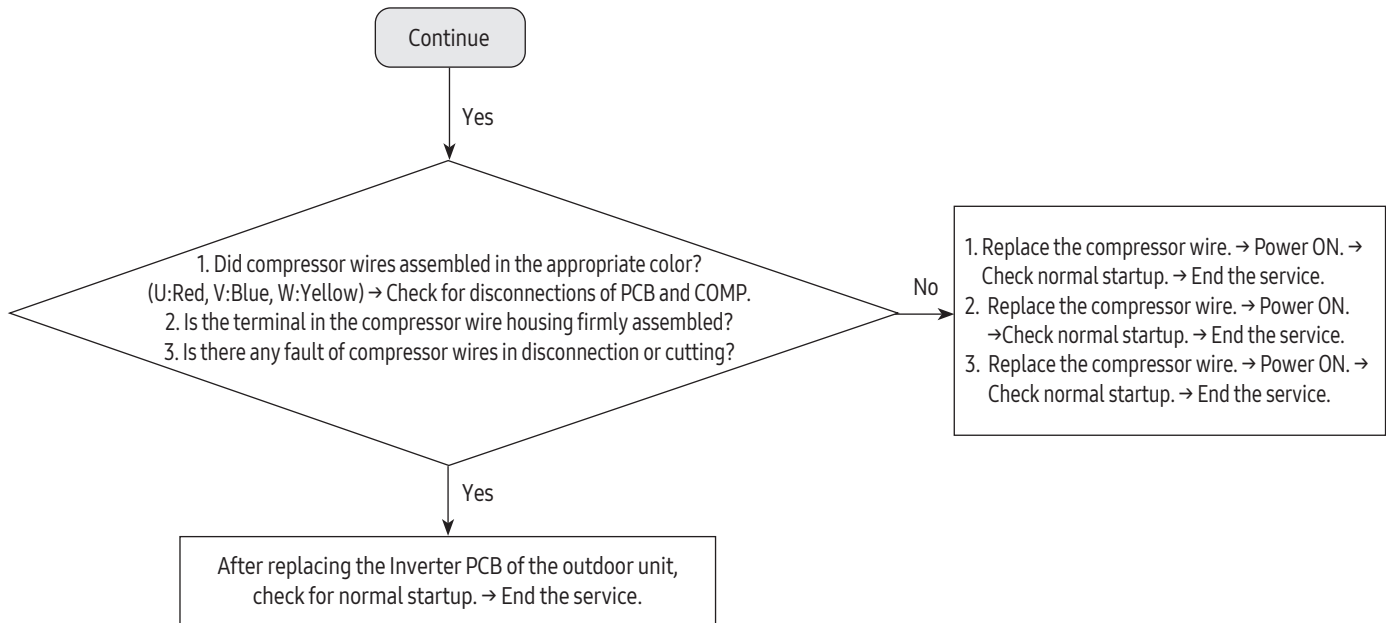 Continue
Yes
1. Did compressor wires assembled in the appropriate color?
(U:Red, V:Blue, W:Yellow) → Check for disconnections of PCB and COMP.
2. Is the terminal in the compressor wire housing firmly assembled?
3. Is there any fault of compressor wires in disconnection or cutting?
No
1. Replace the compressor wire. → Power ON. →
Check normal startup. → End the service.
2. Replace the compressor wire. → Power ON.
→Check normal startup. → End the service.
3. Replace the compressor wire. → Power ON. →
Check normal startup. → End the service.
Yes
After replacing the Inverter PCB of the outdoor unit,
check for normal startup. → End the service.